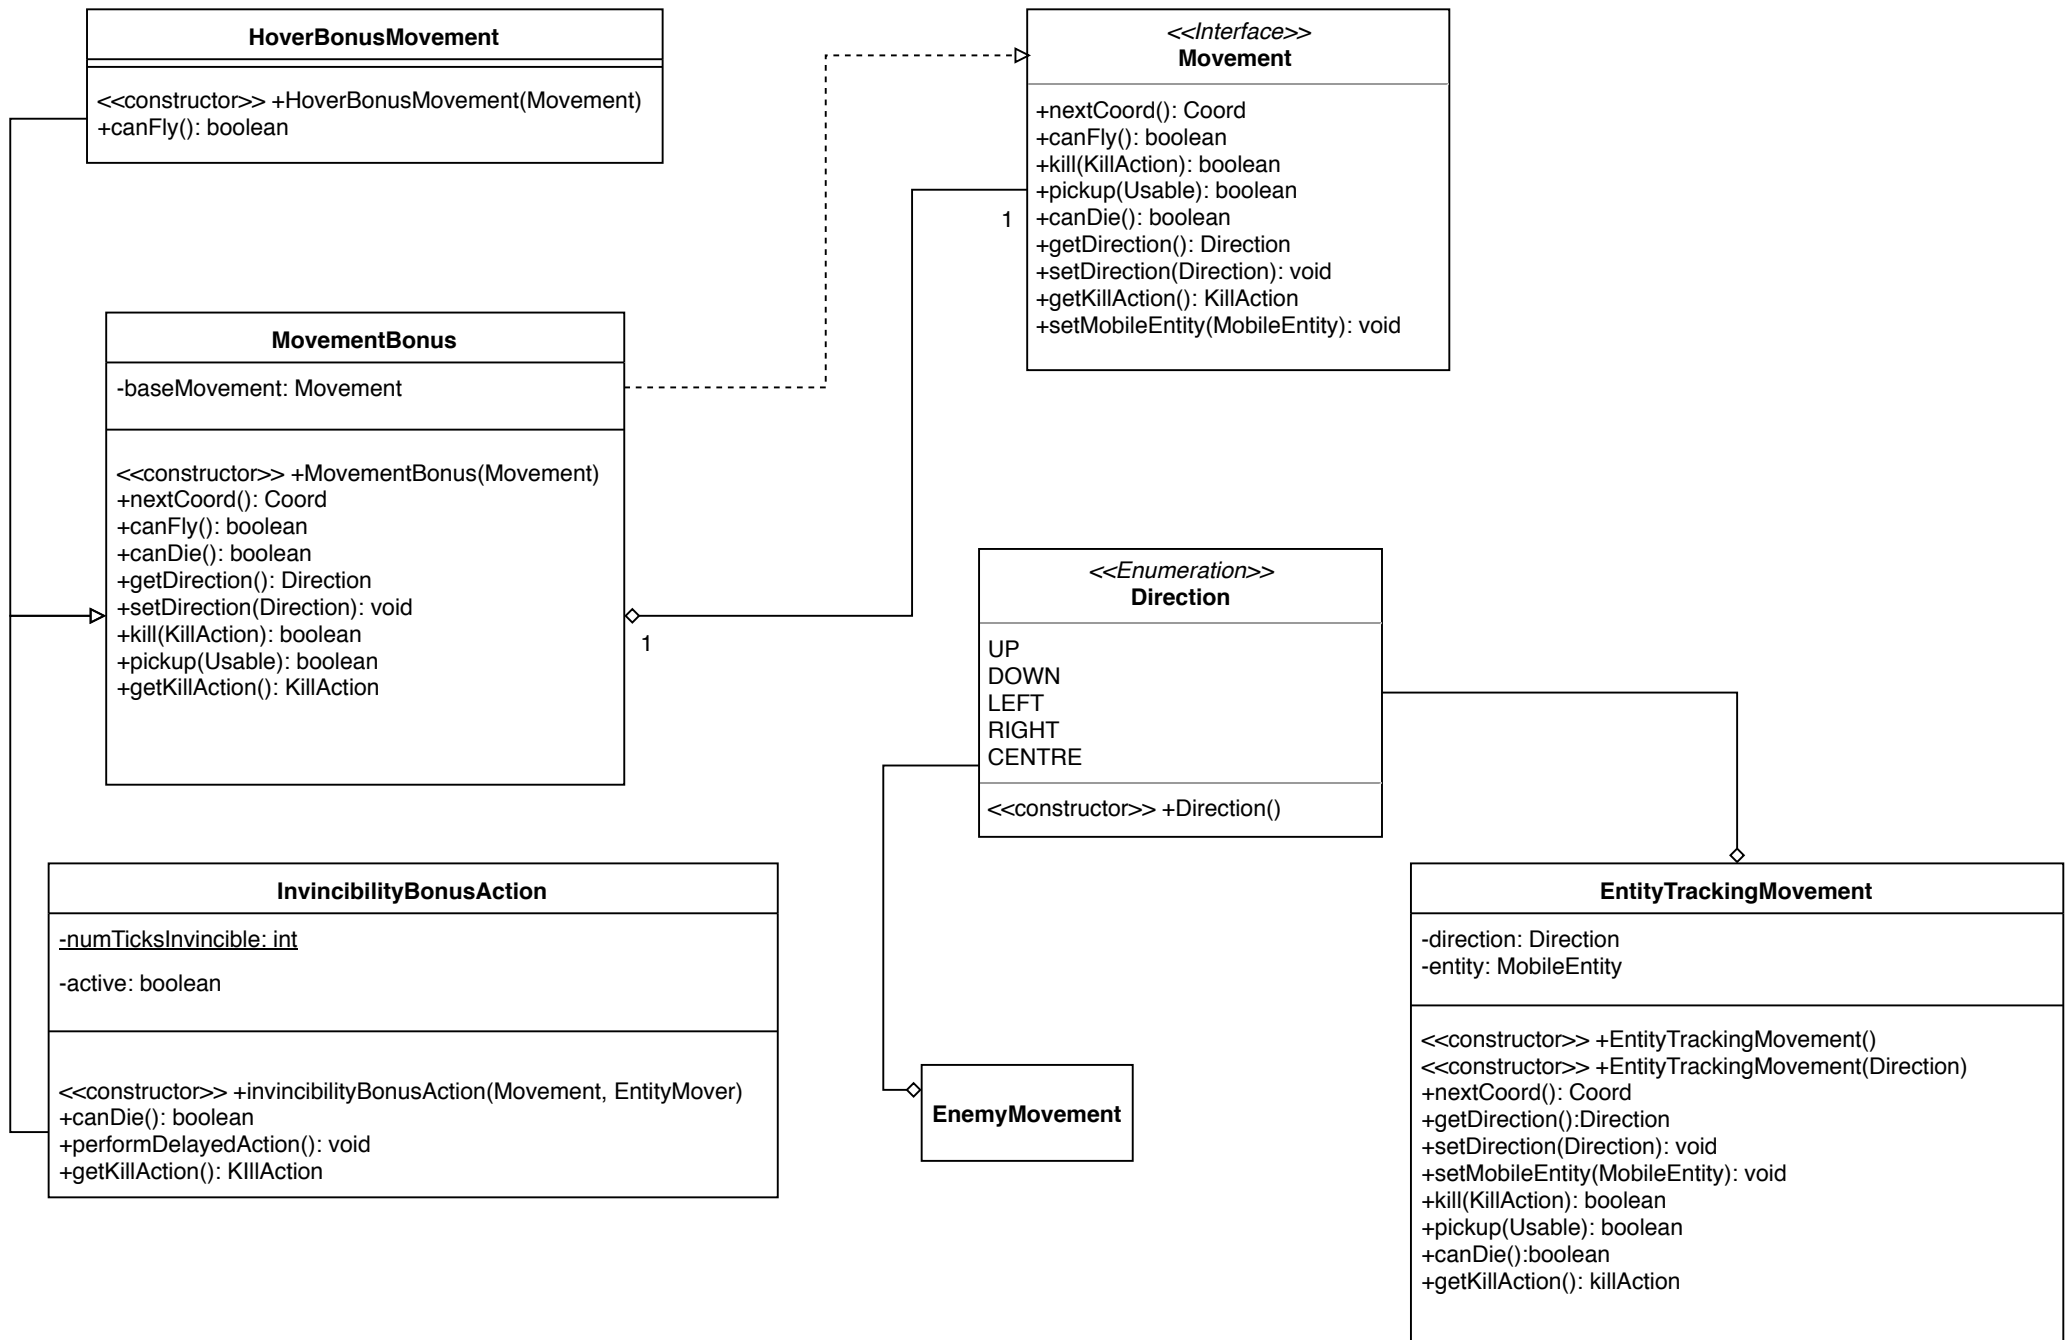 HoverBonusMovement
<<constructor>> +HoverBonusMovement(Movement)
+canFly(): boolean
<<Interface>>
Movement
+nextCoord(): Coord
+canFly(): boolean
+kill(KillAction): boolean
+pickup(Usable): boolean
+canDie(): boolean
+getDirection(): Direction
+setDirection(Direction): void
+getKillAction(): KillAction
+setMobileEntity(MobileEntity): void
1
MovementBonus
-baseMovement: Movement
<<constructor>> +MovementBonus(Movement)
+nextCoord(): Coord
+canFly(): boolean
+canDie(): boolean
+getDirection(): Direction
+setDirection(Direction): void
+kill(KillAction): boolean
+pickup(Usable): boolean
+getKillAction(): KillAction
1
<<Enumeration>>
Direction
UP
DOWN
LEFT
RIGHT
CENTRE
<<constructor>> +Direction()
InvincibilityBonusAction
-numTicksInvincible: int
-active: boolean
<<constructor>> +invincibilityBonusAction(Movement, EntityMover)
+canDie(): boolean
+performDelayedAction(): void
+getKillAction(): KIllAction
EnemyMovement
EntityTrackingMovement
-direction: Direction
-entity: MobileEntity
<<constructor>> +EntityTrackingMovement()
<<constructor>> +EntityTrackingMovement(Direction)
+nextCoord(): Coord
+getDirection():Direction
+setDirection(Direction): void
+setMobileEntity(MobileEntity): void
+kill(KillAction): boolean
+pickup(Usable): boolean
+canDie():boolean
+getKillAction(): killAction